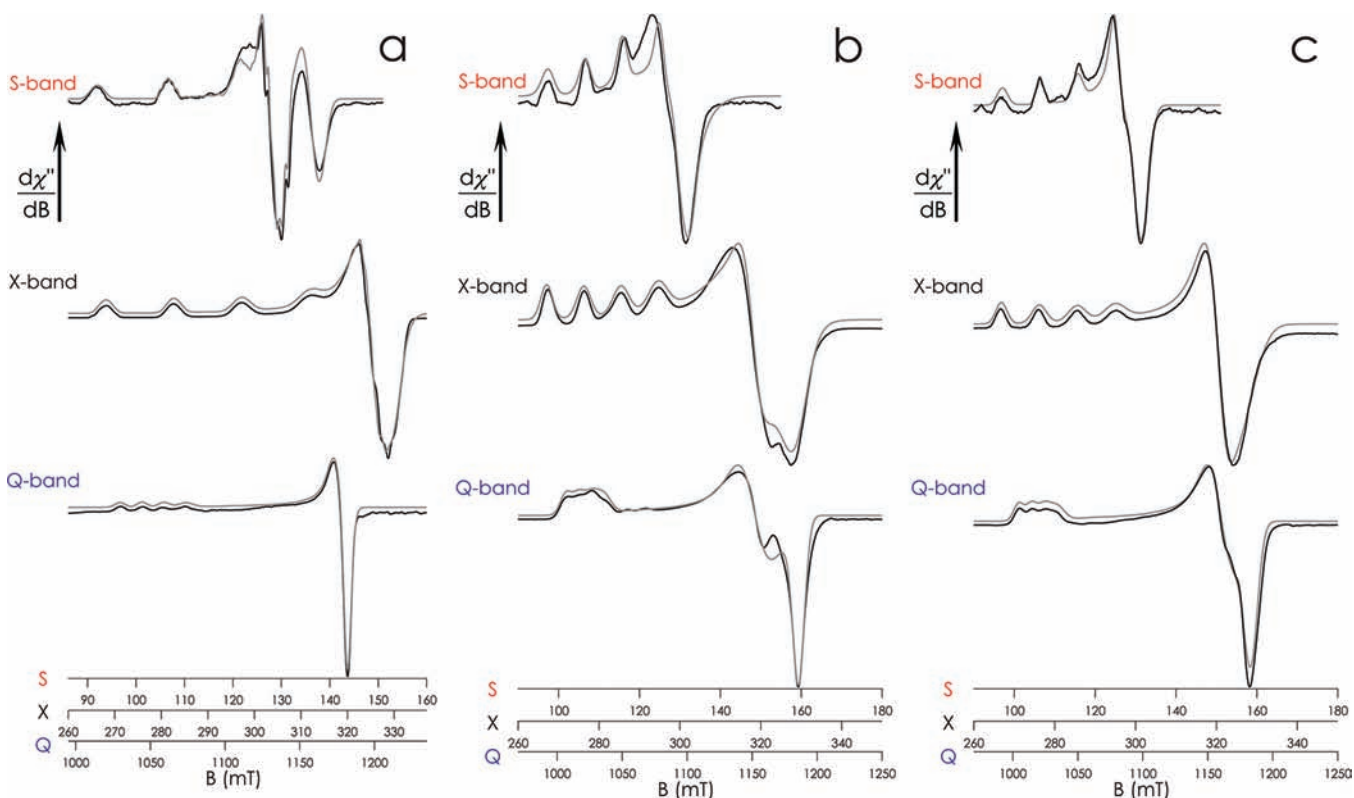 a
b
c
S-band
S-band
S-band
dχ"
dB
dχ"
dB
dχ"
dB
X-band
X-band
X-band
Q-band
Q-band
Q-band
S
90 100 110 120 130 140 150 160
X
260 270 280 290 300 310 320 330
Q
1000 1050 1100 1150 1200
B (mT)
S
100 120 140 160 180
X
260 280 300 320 340
Q
1000 1050 1100 1150 1200 1250
B (mT)
S
100 120 140 160 180
X
260 280 300 320 340
Q
1000 1050 1100 1150 1200 1250
B (mT)